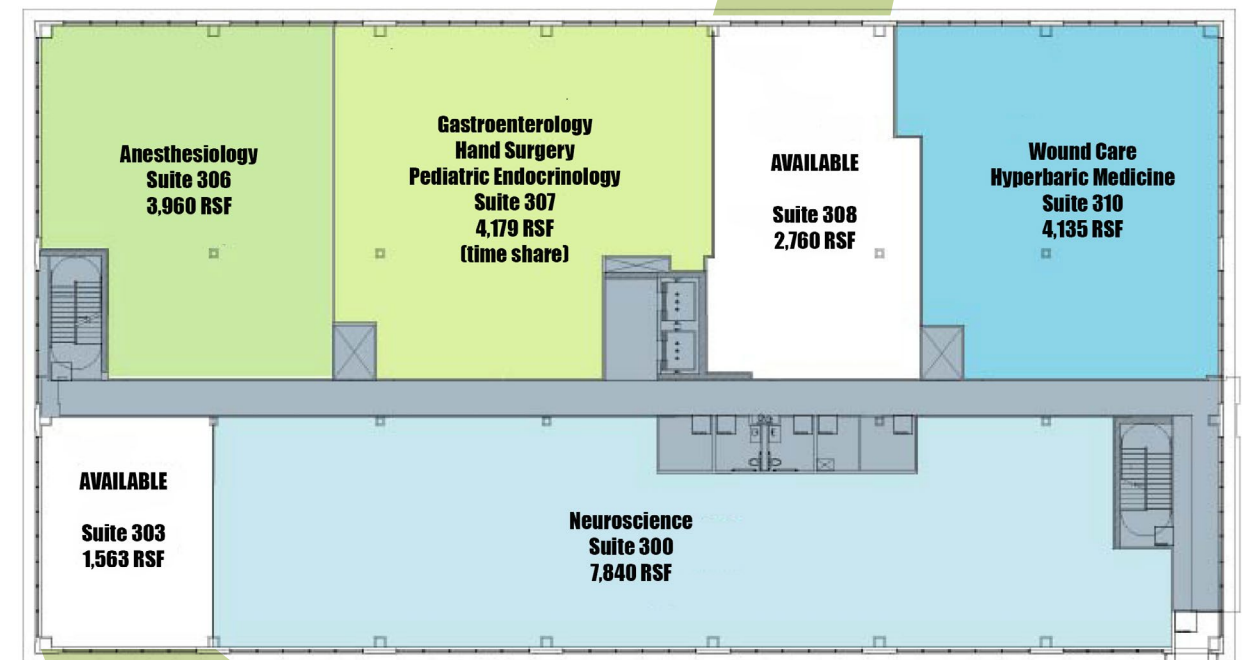 Anesthesiology
Suite 306
3,960 RSF
Gastroenterology
Hand Surgery
Pediatric Endocrinology
Suite 307
4,179 RSF
(time share)
AVAILABLE
Suite 308
2,760 RSF
Wound Care
Hyperbaric Medicine
Suite 310
4,135 RSF
AVAILABLE
Suite 303
1,563 RSF
Neuroscience
Suite 300
7,840 RSF